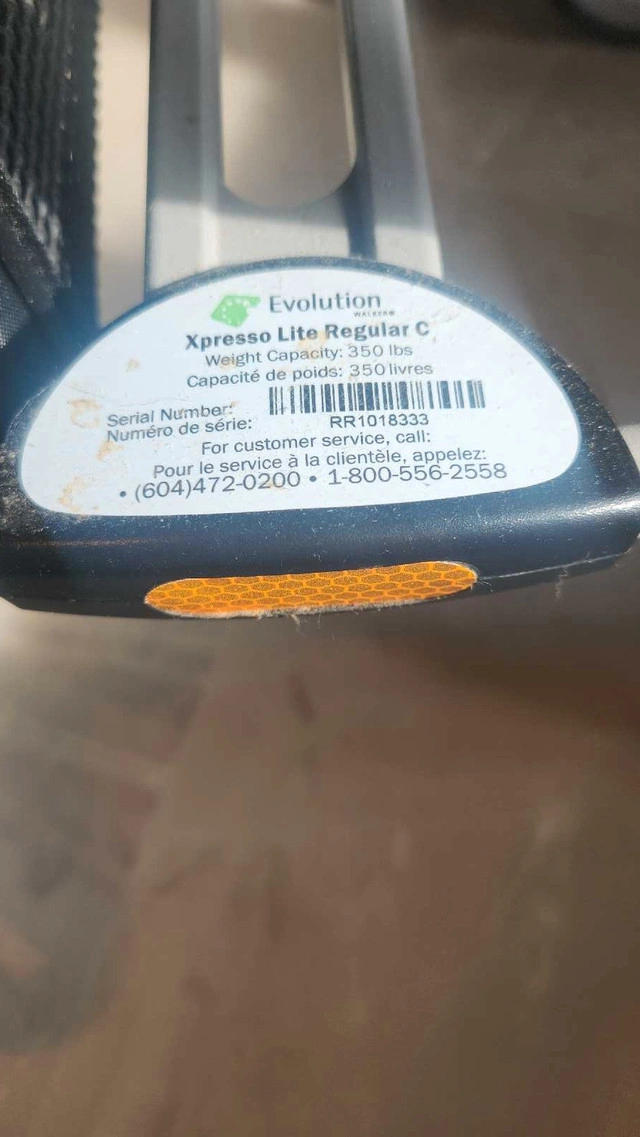 Evolution
WALKER®
Xpresso Lite Regular C
Weight Capacity: 350 lbs
Capacité de poids: 350 livres
Serial Number:
Numéro de série:
RR1018333
For customer service, call:
Pour le service à la clientèle, appelez:
• (604)472-0200 • 1-800-556-2558